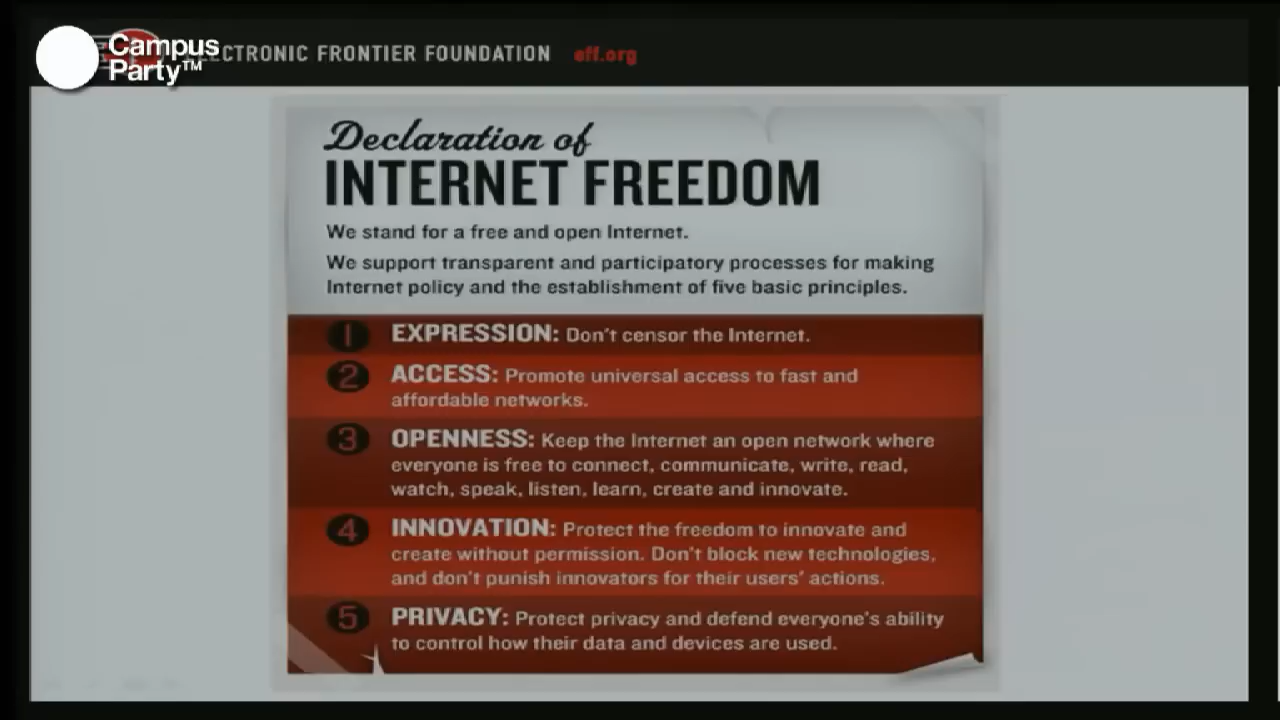 Campus
Party™
CTRONIC FRONTIER FOUNDATION eff.org
Declaration of
INTERNET FREEDOM
We stand for a free and open Internet.
We support transparent and participatory processes for making
Internet policy and the establishment of five basic principles.
1 EXPRESSION: Don't censor the Internet.
2 ACCESS: Promote universal access to fast and
affordable networks.
3 OPENNESS: Keep the Internet an open network where
everyone is free to connect, communicate, write, read,
watch, speak, listen, learn, create and innovate.
4 INNOVATION: Protect the freedom to innovate and
create without permission. Don't block new technologies,
and don't punish innovators for their users' actions.
5 PRIVACY: Protect privacy and defend everyone's ability
to control how their data and devices are used.